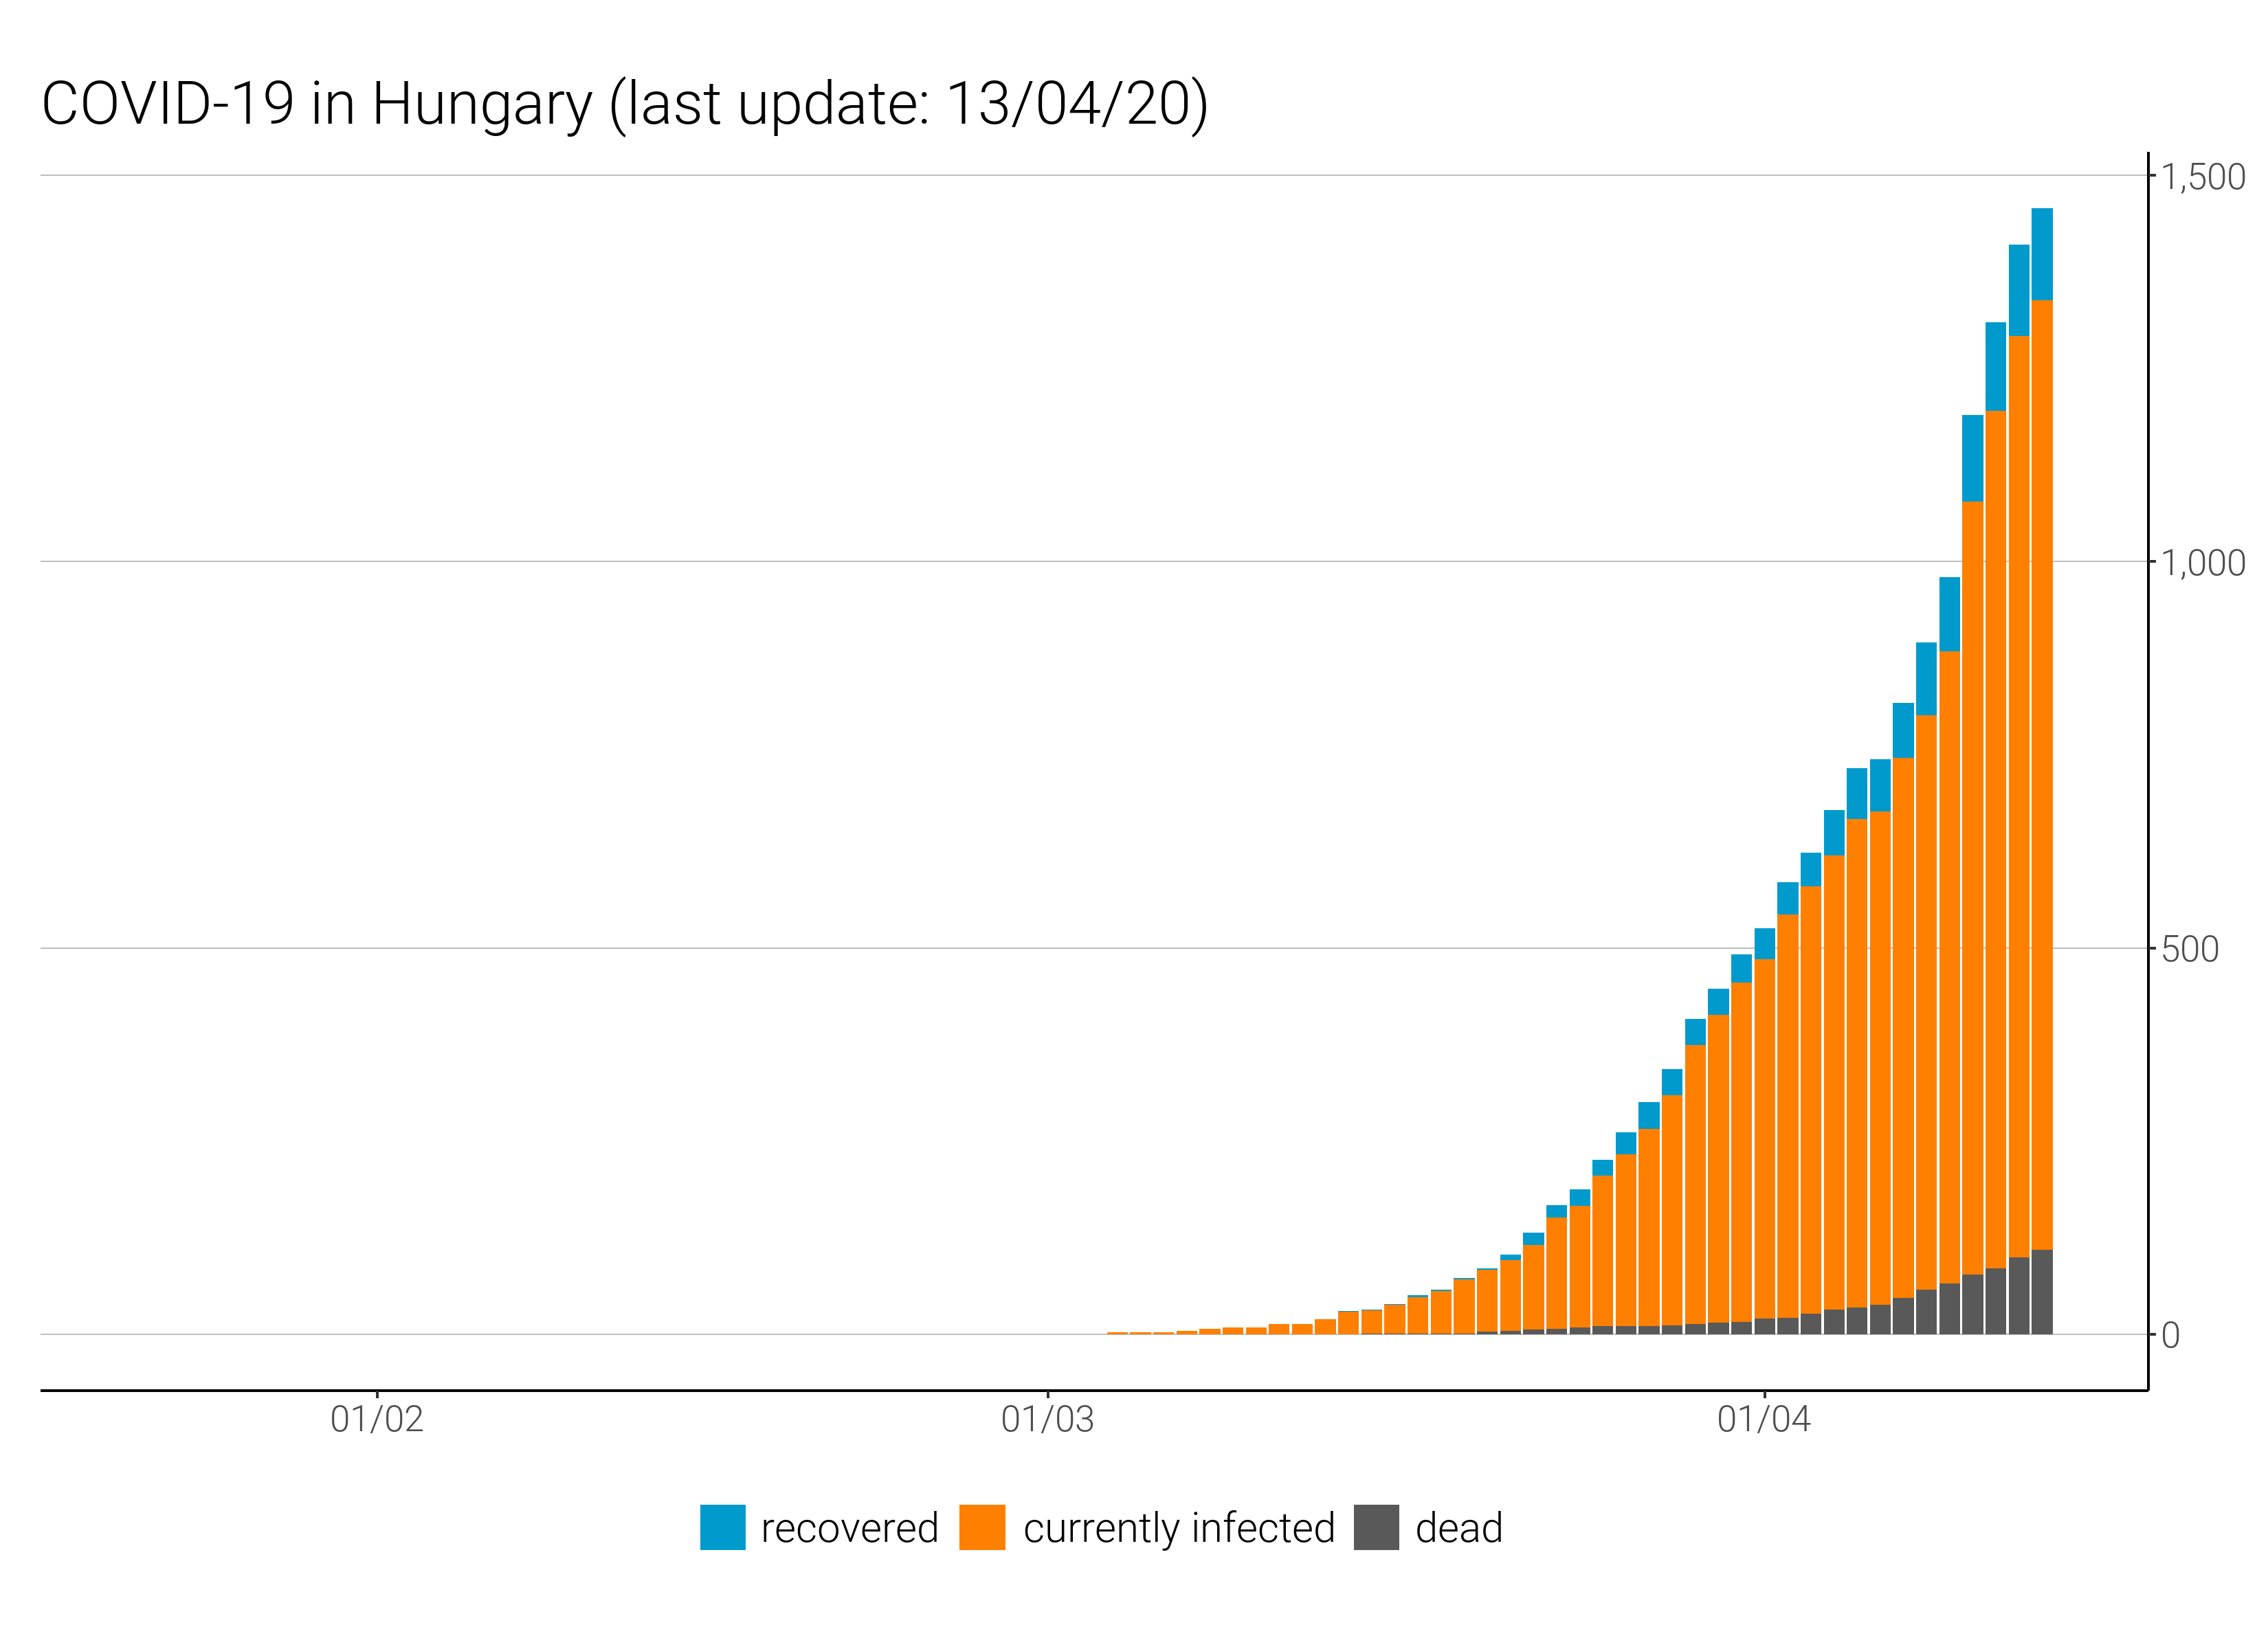 COVID-19 in Hungary (last update: 13/04/20)
1,500
1,000
500
0
01/02 01/03 01/04
recovered currently infected dead